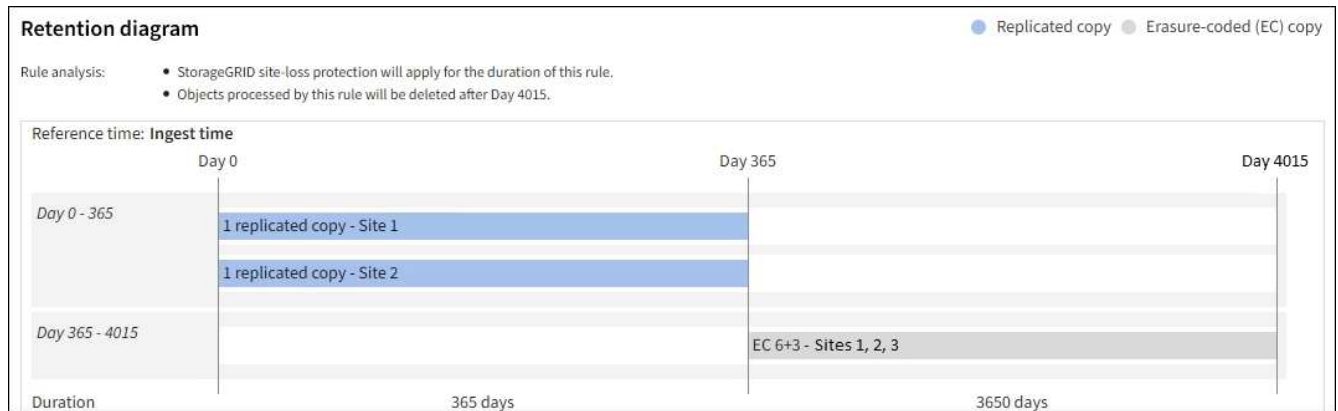 Retention diagram
Replicated copy Erasure-coded (EC) copy
Rule analysis:
• StorageGRID site-loss protection will apply for the duration of this rule.
• Objects processed by this rule will be deleted after Day 4015.
Reference time: Ingest time
Day 0 Day 365 Day 4015
Day 0 - 365
1 replicated copy - Site 1
1 replicated copy - Site 2
Day 365 - 4015
EC 6+3 - Sites 1, 2, 3
Duration 365 days 3650 days